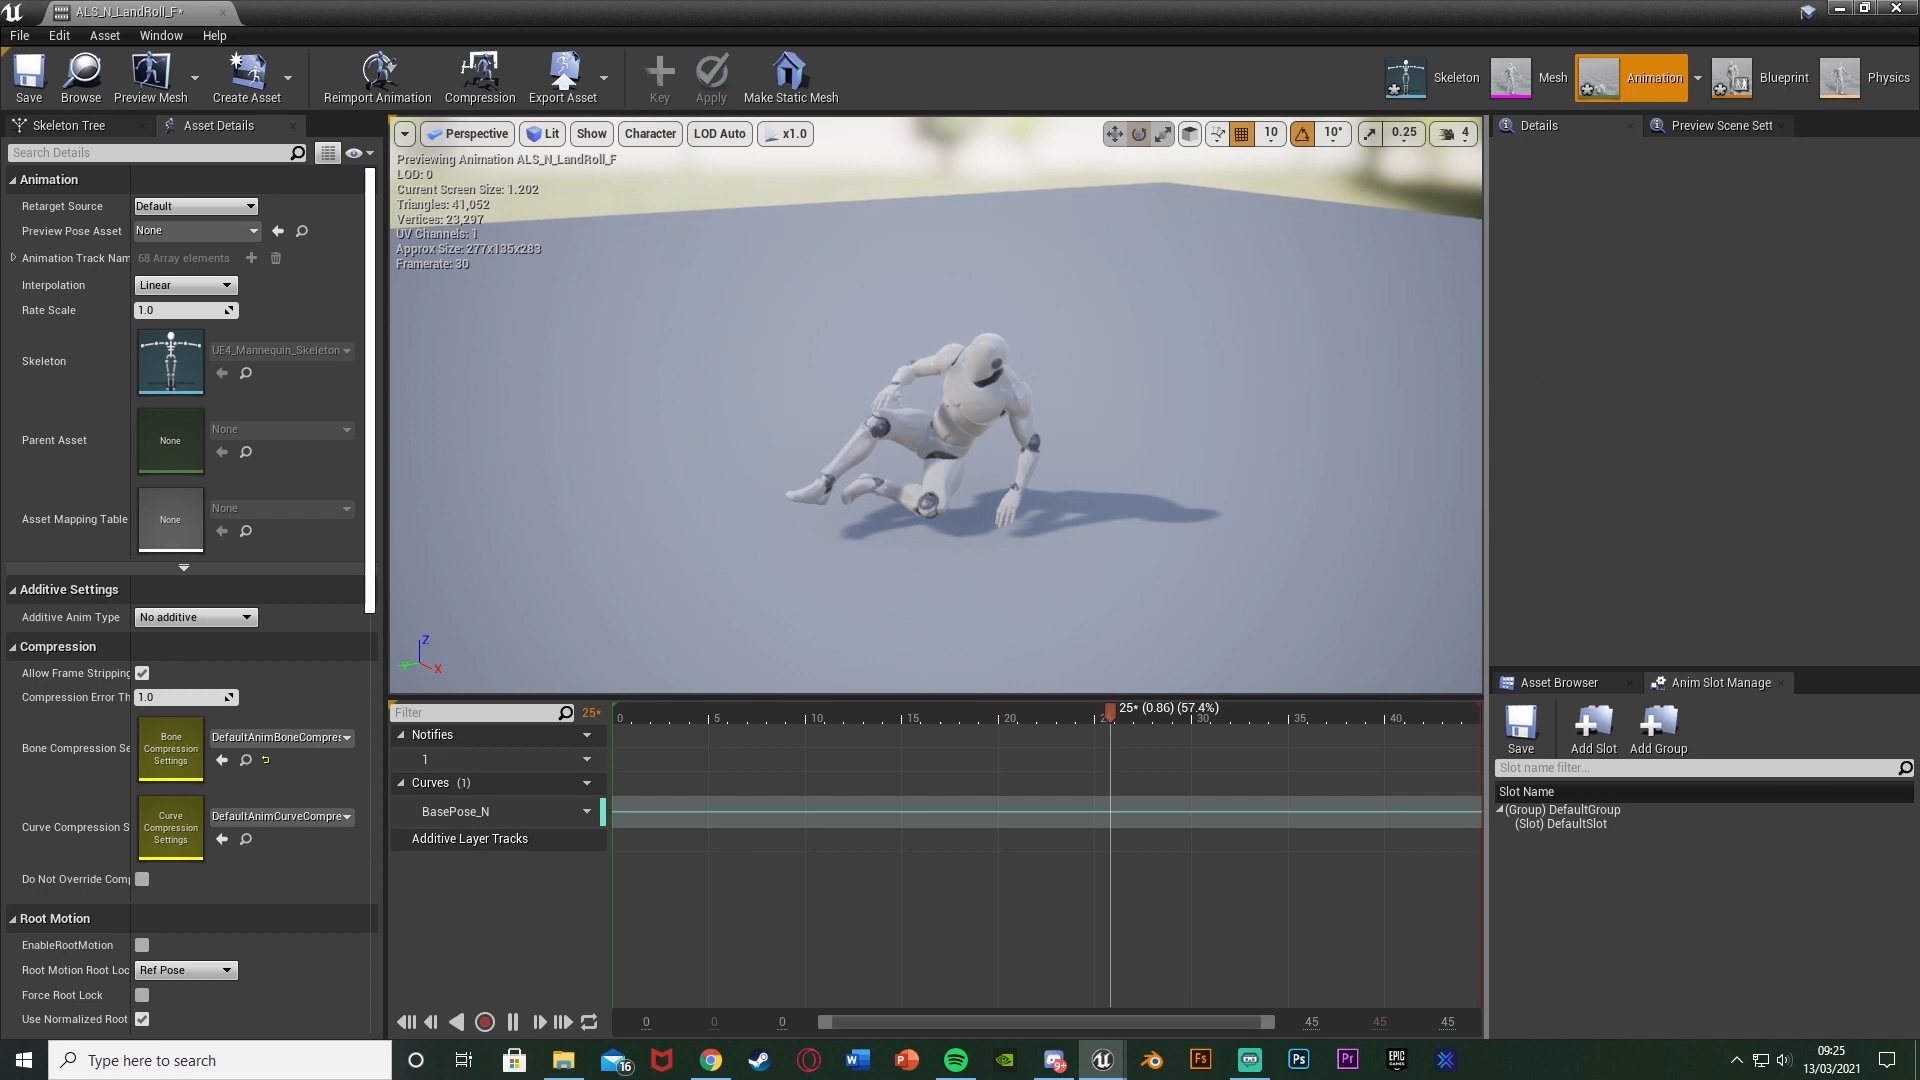 ALS_N_LandRoll_F*
File Edit Asset Window Help
Save Browse Preview Mesh Create Asset Reimport Animation Compression Export Asset Key Apply Make Static Mesh
Skeleton Mesh Animation Blueprint Physics
Skeleton Tree Asset Details
Search Details
Animation
Retarget Source Default
Preview Pose Asset None
Animation Track Nam 68 Array elements
Interpolation Linear
Rate Scale 1.0
Skeleton UE4_Mannequin_Skeleton
Parent Asset None None
Asset Mapping Table None None
Additive Settings
Additive Anim Type No additive
Compression
Allow Frame Stripping
Compression Error Th 1.0
Bone Compression Se Bone Compression Settings DefaultAnimBoneCompres
Curve Compression S Curve Compression Settings DefaultAnimCurveCompre
Do Not Override Comp
Root Motion
EnableRootMotion
Root Motion Root Loc Ref Pose
Force Root Lock
Use Normalized Root
Perspective Lit Show Character LOD Auto x1.0
10 10° 0.25 4
Previewing Animation ALS_N_LandRoll_F
LOD: 0
Current Screen Size: 1.202
Triangles: 41,052
Vertices: 23,297
UV Channels: 1
Approx Size: 277x135x283
Framerate: 30
Z
X
Filter 25*
0 5 10 15 20 25* (0.86) (57.4%) 30 35 40
Notifies
1
Curves (1)
BasePose_N
Additive Layer Tracks
0 0 0 45 45 45
Details Preview Scene Sett
Asset Browser Anim Slot Manage
Save Add Slot Add Group
Slot name filter...
Slot Name
(Group) DefaultGroup
(Slot) DefaultSlot
Type here to search
16
9+
Fs
Ps
Pr
EPIC GAMES
09:25
13/03/2021